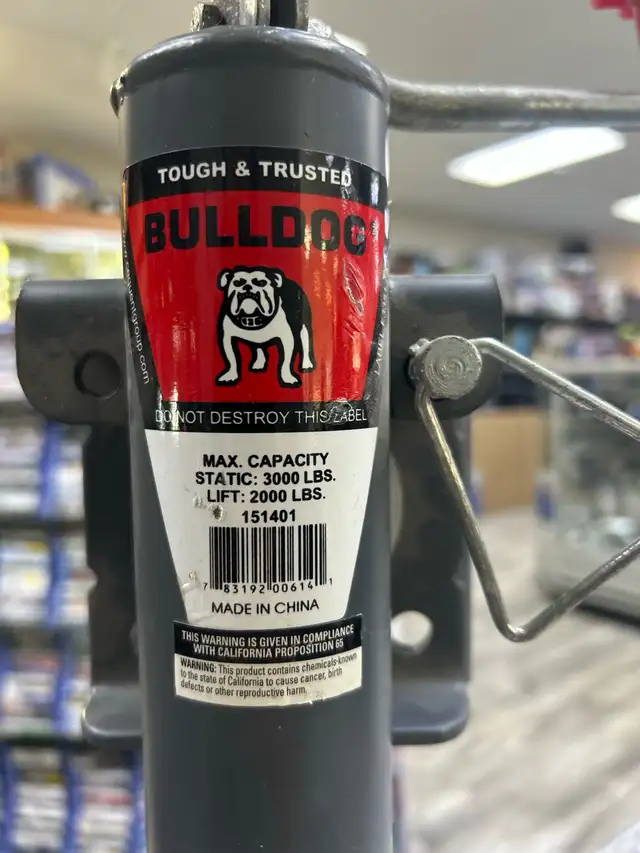 TOUGH & TRUSTED
BULLDOG
DO NOT DESTROY THIS LABEL
MAX. CAPACITY
STATIC: 3000 LBS.
LIFT: 2000 LBS.
151401
7 83192 00614 1
MADE IN CHINA
THIS WARNING IS GIVEN IN COMPLIANCE
WITH CALIFORNIA PROPOSITION 65
WARNING: This product contains chemicals known
to the state of California to cause cancer, birth
defects or other reproductive harm.